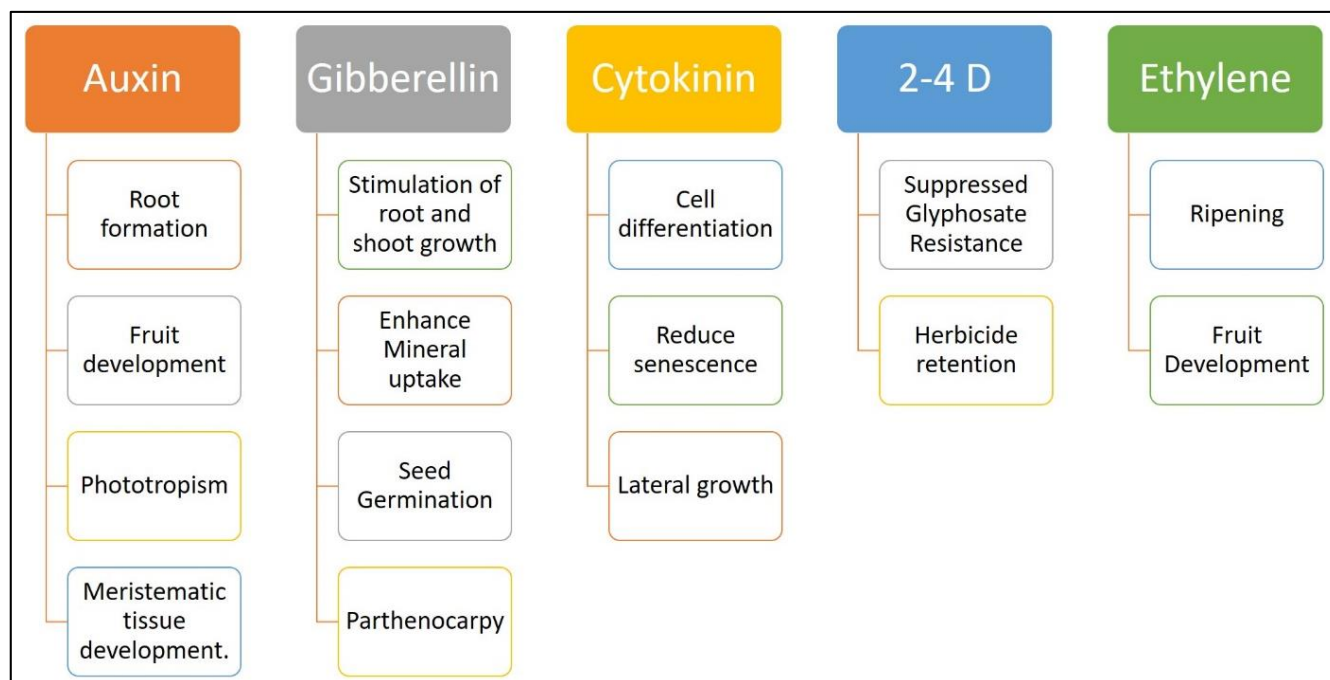 Auxin
Root
formation
Fruit
development
Phototropism
Meristematic
tissue
development.
Gibberellin
Stimulation of
root and
shoot growth
Enhance
Mineral
uptake
Seed
Germination
Parthenocarpy
Cytokinin
Cell
differentiation
Reduce
senescence
Lateral growth
2-4 D
Suppressed
Glyphosate
Resistance
Herbicide
retention
Ethylene
Ripening
Fruit
Development